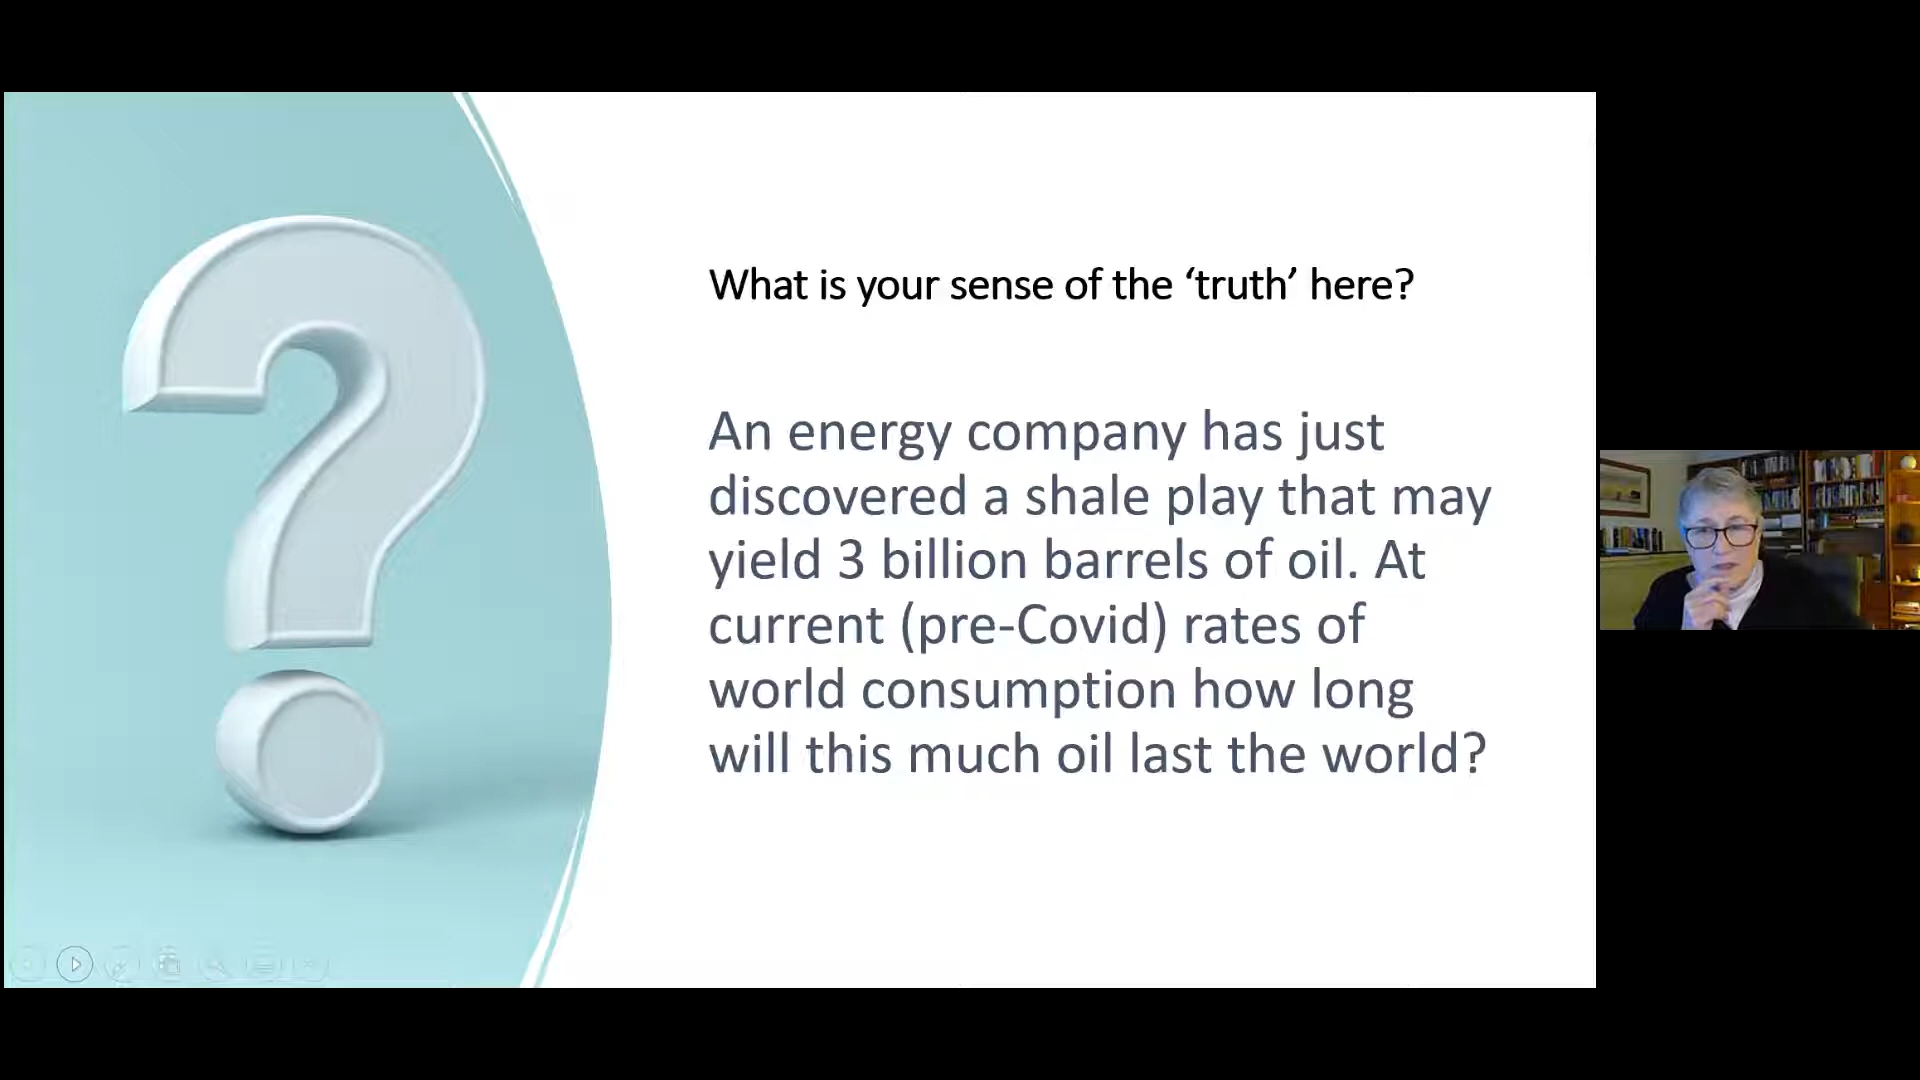 What is your sense of the ‘truth’ here?
An energy company has just
discovered a shale play that may
yield 3 billion barrels of oil. At
current (pre-Covid) rates of
world consumption how long
will this much oil last the world?